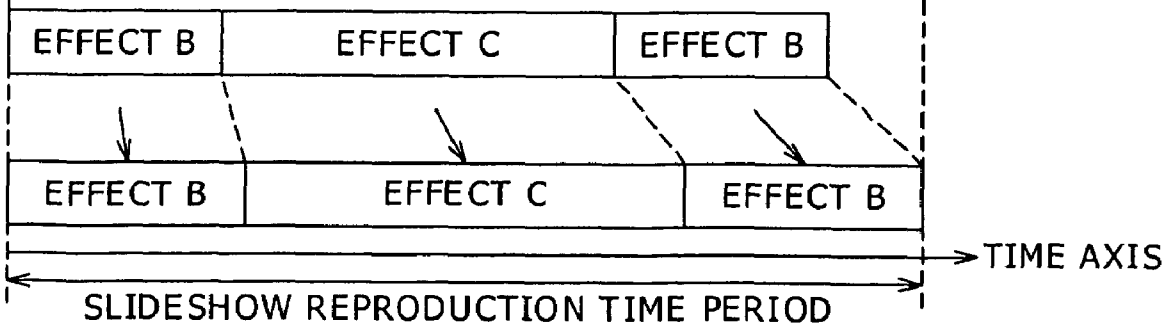 EFFECT B EFFECT C EFFECT B
EFFECT B EFFECT C EFFECT B
TIME AXIS
SLIDESHOW REPRODUCTION TIME PERIOD